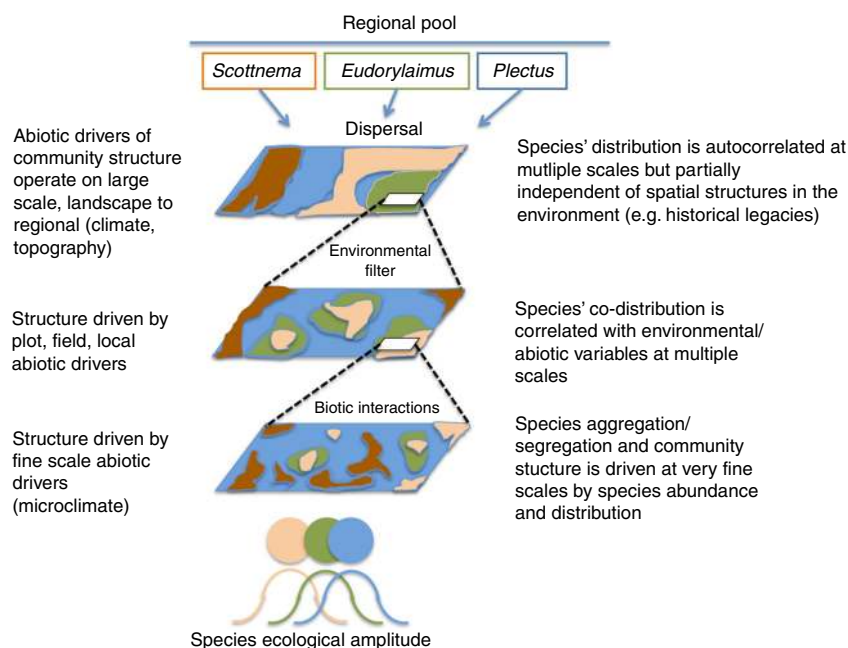 Regional pool
Scottnema
Eudorylaimus
Plectus
Dispersal
Abiotic drivers of
community structure
operate on large
scale, landscape to
regional (climate,
topography)
Species’ distribution is autocorrelated at
mutliple scales but partially
independent of spatial structures in the
environment (e.g. historical legacies)
Environmental
filter
Structure driven by
plot, field, local
abiotic drivers
Species’ co-distribution is
correlated with environmental/
abiotic variables at multiple
scales
Biotic interactions
Structure driven by
fine scale abiotic
drivers
(microclimate)
Species aggregation/
segregation and community
stucture is driven at very fine
scales by species abundance
and distribution
Species ecological amplitude